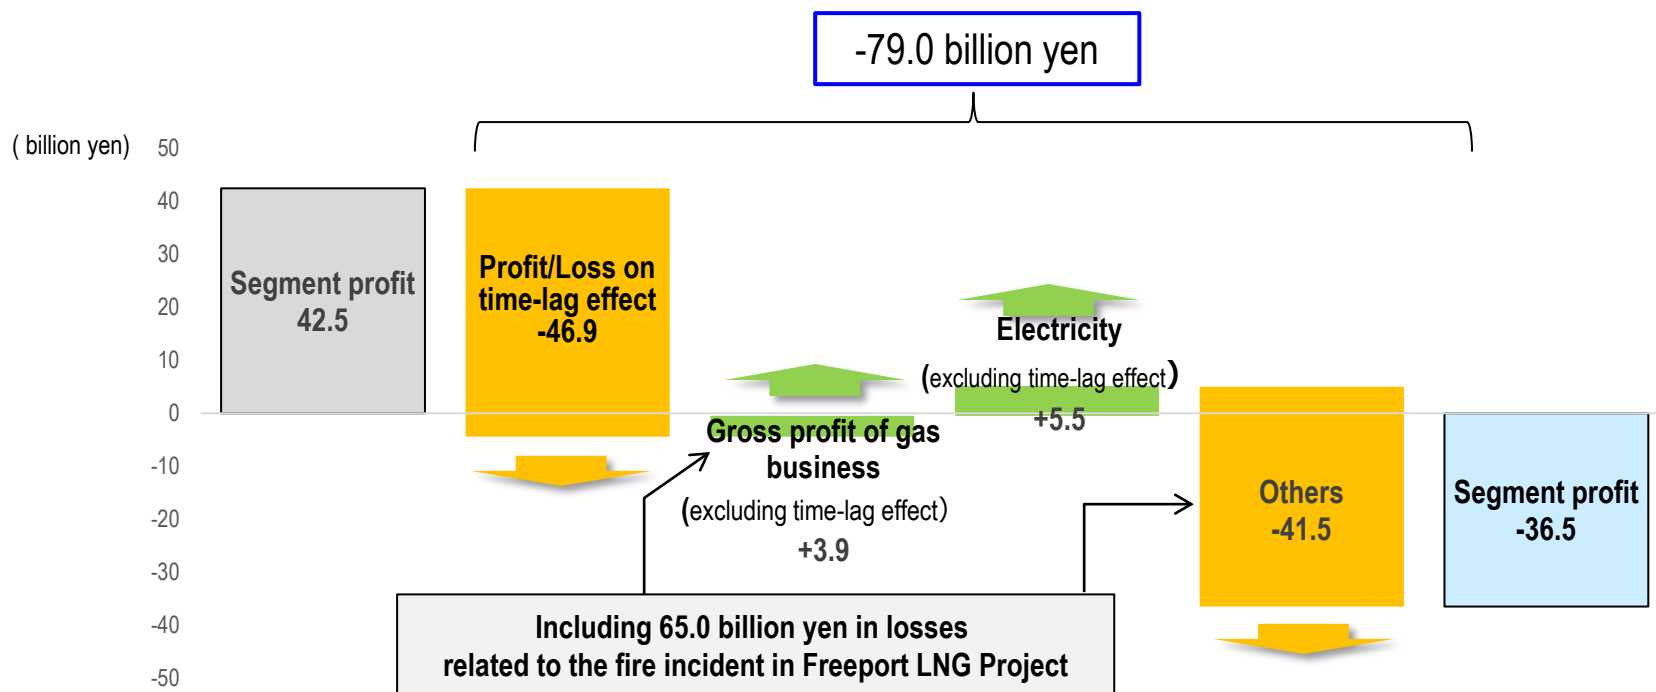 -79.0 billion yen
( billion yen)
50
40
30
20
10
0
-10
-20
-30
-40
-50
Segment profit
42.5
Profit/Loss on
time-lag effect
-46.9
Gross profit of gas
business
(excluding time-lag effect)
+3.9
Electricity
(excluding time-lag effect)
+5.5
Others
-41.5
Segment profit
-36.5
Including 65.0 billion yen in losses
related to the fire incident in Freeport LNG Project